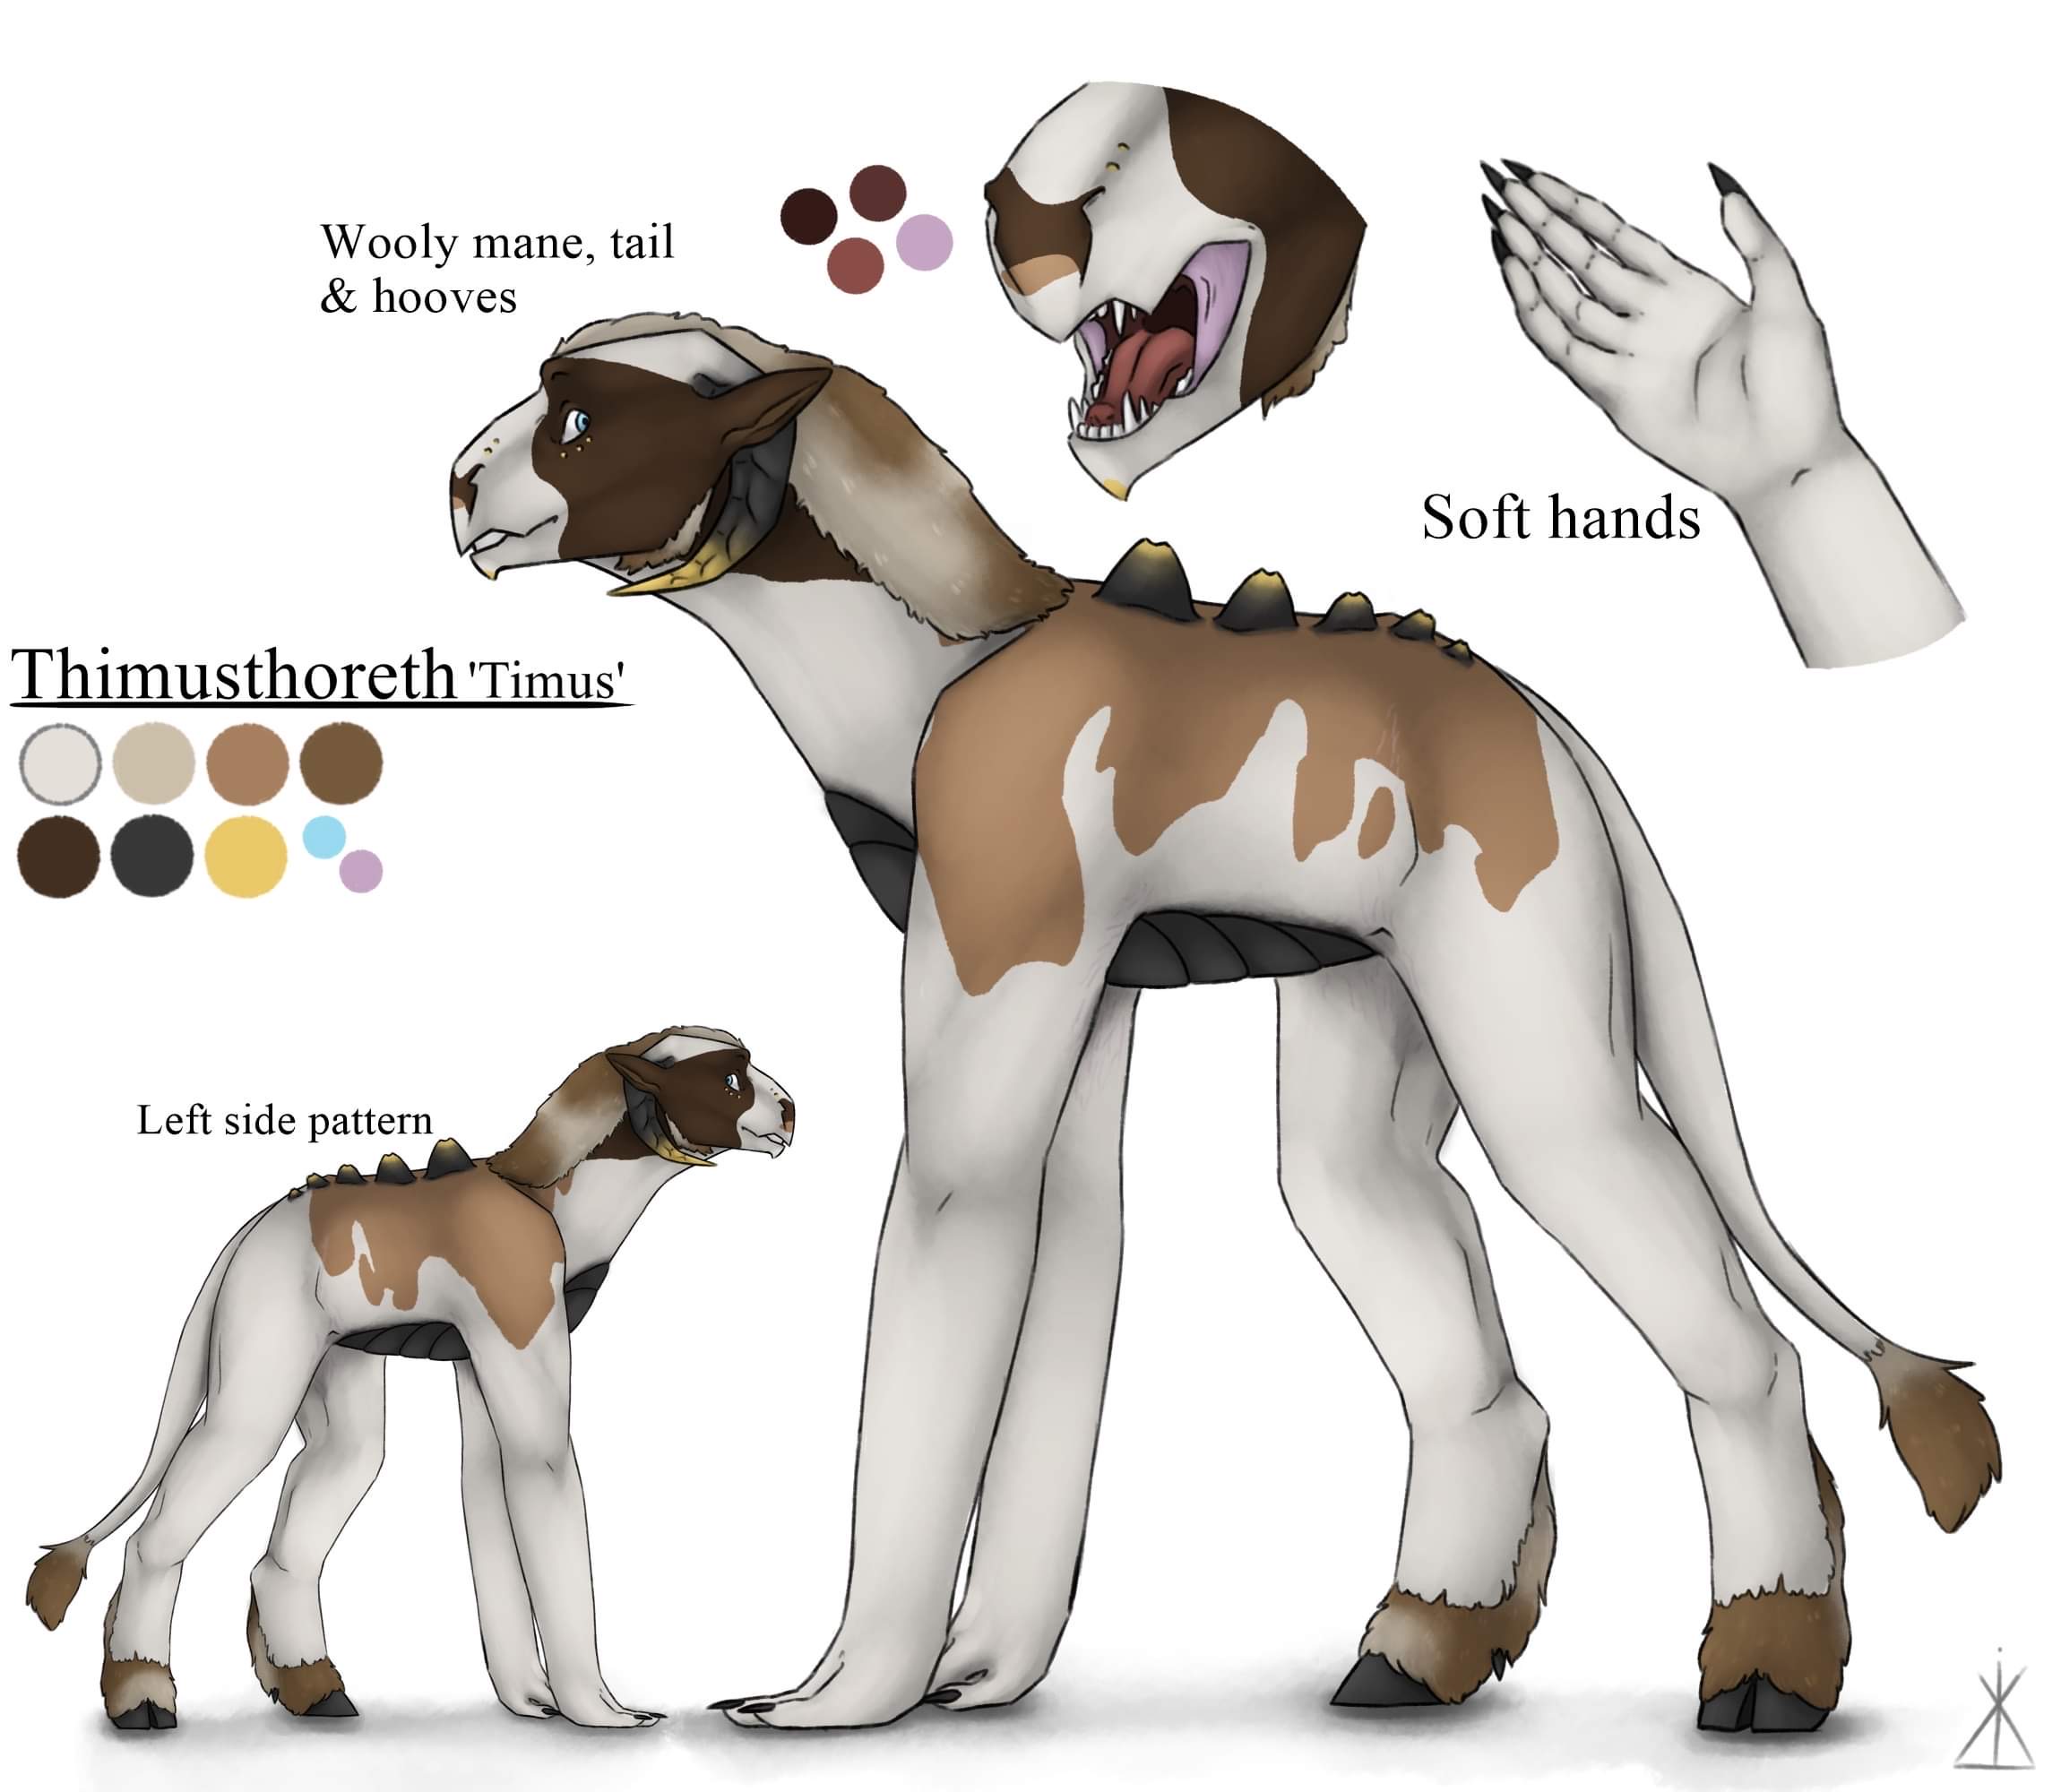 Wooly mane, tail
& hooves
Soft hands
Thimusthoreth 'Timus'
Left side pattern